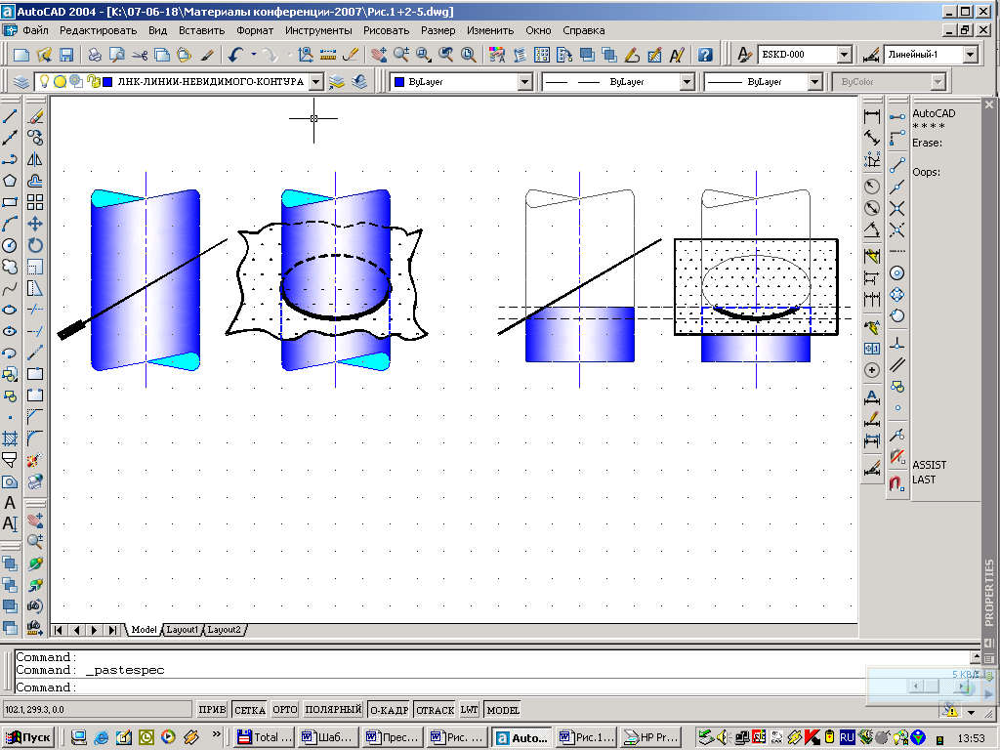 AutoCAD 2004 - [K:\07-06-18\Материалы конференции-2007\Рис.1+2-5.dwg]
Файл Редактировать Вид Вставить Формат Инструменты Рисовать Размер Изменить Окно Справка
ESKD-000 Линейный-1
ЛНК-ЛИНИИ-НЕВИДИМОГО-КОНТУРА ByLayer ByLayer ByLayer ByColor
AutoCAD
* * * *
Erase:
Oops:
ASSIST
LAST
PROPERTIES
Model Layout1 Layout2
Command:
Command: _pastespec
Command:
5 KB/s
102.1, 299.3, 0.0 ПРИВ СЕТКА ОРТО ПОЛЯРНЫЙ О-КАДР OTRACK LWT MODEL
Пуск Total ... Шаб... Прес... Рис. ... Auto... Рис.1... HP Pr... RU 13:53